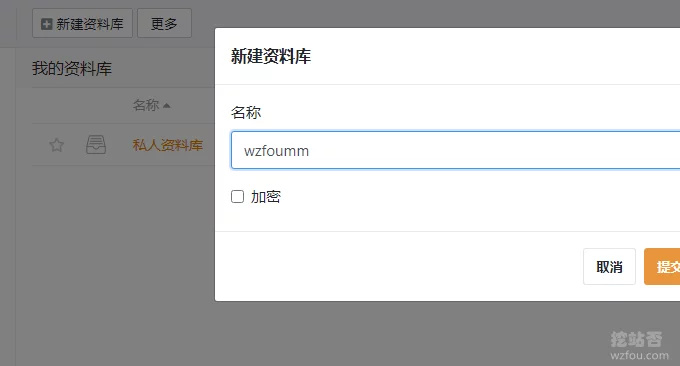 新建资料库 更多
我的资料库
名称
私人资料库
新建资料库
名称
wzfoumm
加密
取消 提交
挖站否
wzfou.com